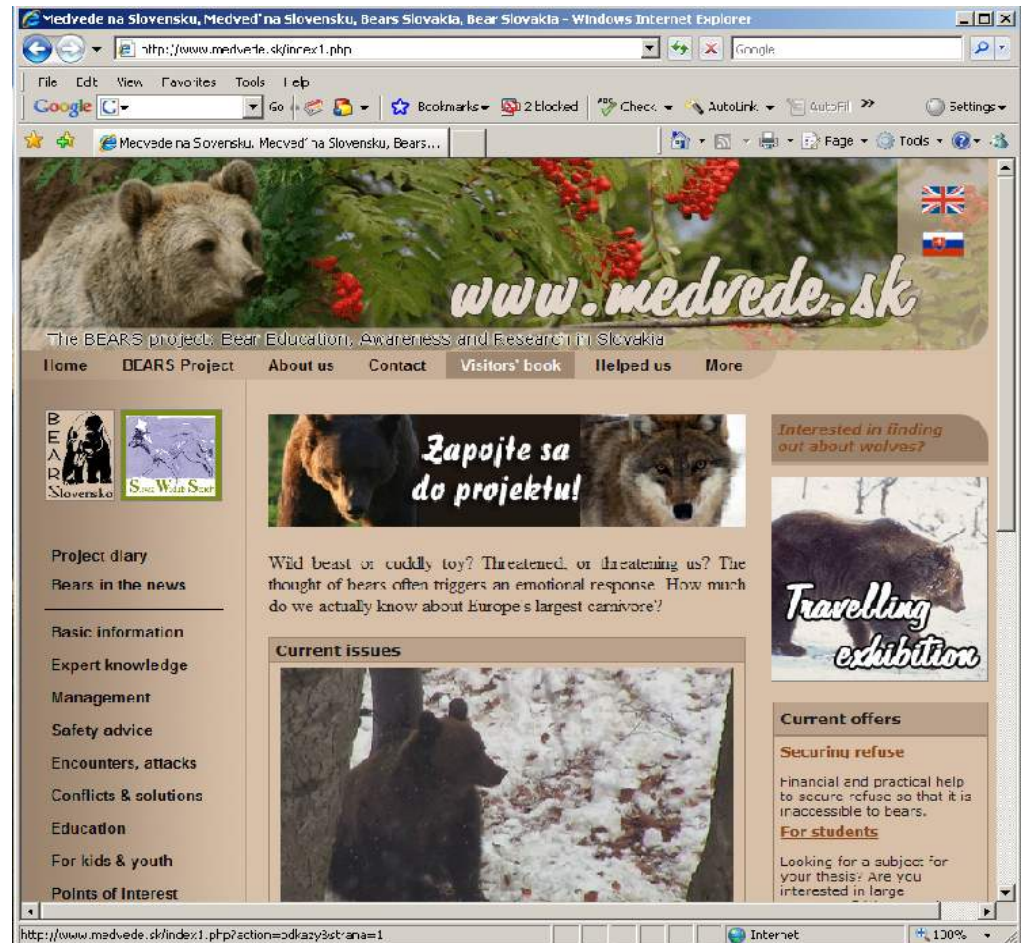 Medvede na Slovensku, Medveď na Slovensku, Bears Slovakia, Bear Slovakia - Windows Internet Explorer
http://www.medvede.sk/index1.php
Google
File Edit View Favorites Tools Help
Google Go Bookmarks 2 blocked Check AutoLink AutoFill Settings
Medvede na Slovensku, Medveď na Slovensku, Bears... Page Tools
www.medvede.sk
The BEARS project: Bear Education, Awareness and Research in Slovakia
Home BEARS Project About us Contact Visitors' book Helped us More
BEAR
Slovensko
Zapojte sa
do projektu!
Interested in finding
out about wolves?
Project diary
Bears in the news
Basic information
Expert knowledge
Management
Safety advice
Encounters, attacks
Conflicts & solutions
Education
For kids & youth
Points of Interest
Wild beast or cuddly toy? Threatened, or threatening us? The
thought of bears often triggers an emotional response. How much
do we actually know about Europe's largest carnivore?
Current issues
Travelling
exhibition
Current offers
Securing refuse
Financial and practical help
to secure refuse so that it is
inaccessible to bears.
For students
Looking for a subject for
your thesis? Are you
interested in large
http://www.medvede.sk/index1.php?action=odkazy&strana=1 Internet 100%